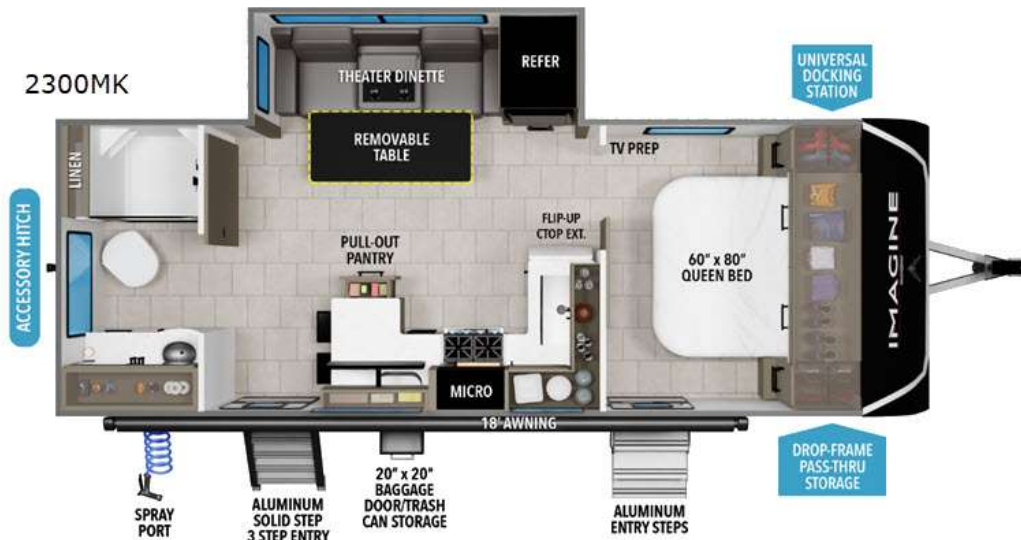 2300MK
UNIVERSAL
DOCKING
STATION
THEATER DINETTE
REFER
REMOVABLE
TABLE
TV PREP
LINEN
ACCESSORY HITCH
PULL-OUT
PANTRY
FLIP-UP
CTOP EXT.
60" x 80"
QUEEN BED
IMAGINE
MICRO
18' AWNING
SPRAY
PORT
ALUMINUM
SOLID STEP
3 STEP ENTRY
20" x 20"
BAGGAGE
DOOR/TRASH
CAN STORAGE
ALUMINUM
ENTRY STEPS
DROP-FRAME
PASS-THRU
STORAGE